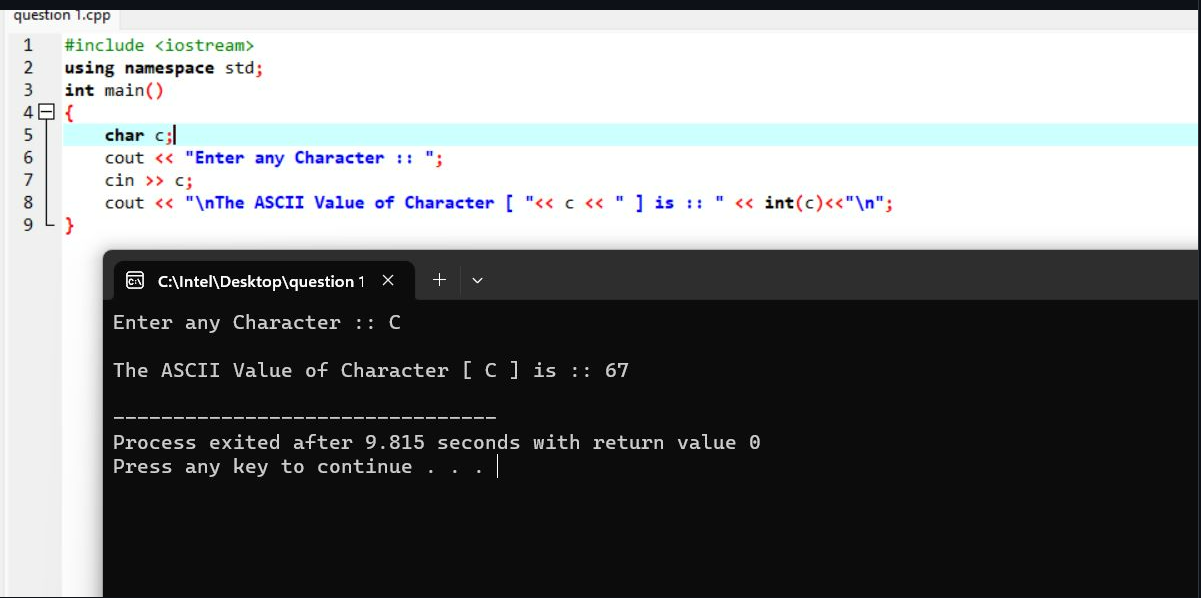 question 1.cpp
1 #include <iostream>
2 using namespace std;
3 int main()
4 {
5 char c;
6 cout << "Enter any Character :: ";
7 cin >> c;
8 cout << "\nThe ASCII Value of Character [ "<< c << " ] is :: " << int(c)<<"\n";
9 }
C:\Intel\Desktop\question 1
Enter any Character :: C
The ASCII Value of Character [ C ] is :: 67
--------------------------------
Process exited after 9.815 seconds with return value 0
Press any key to continue . . .